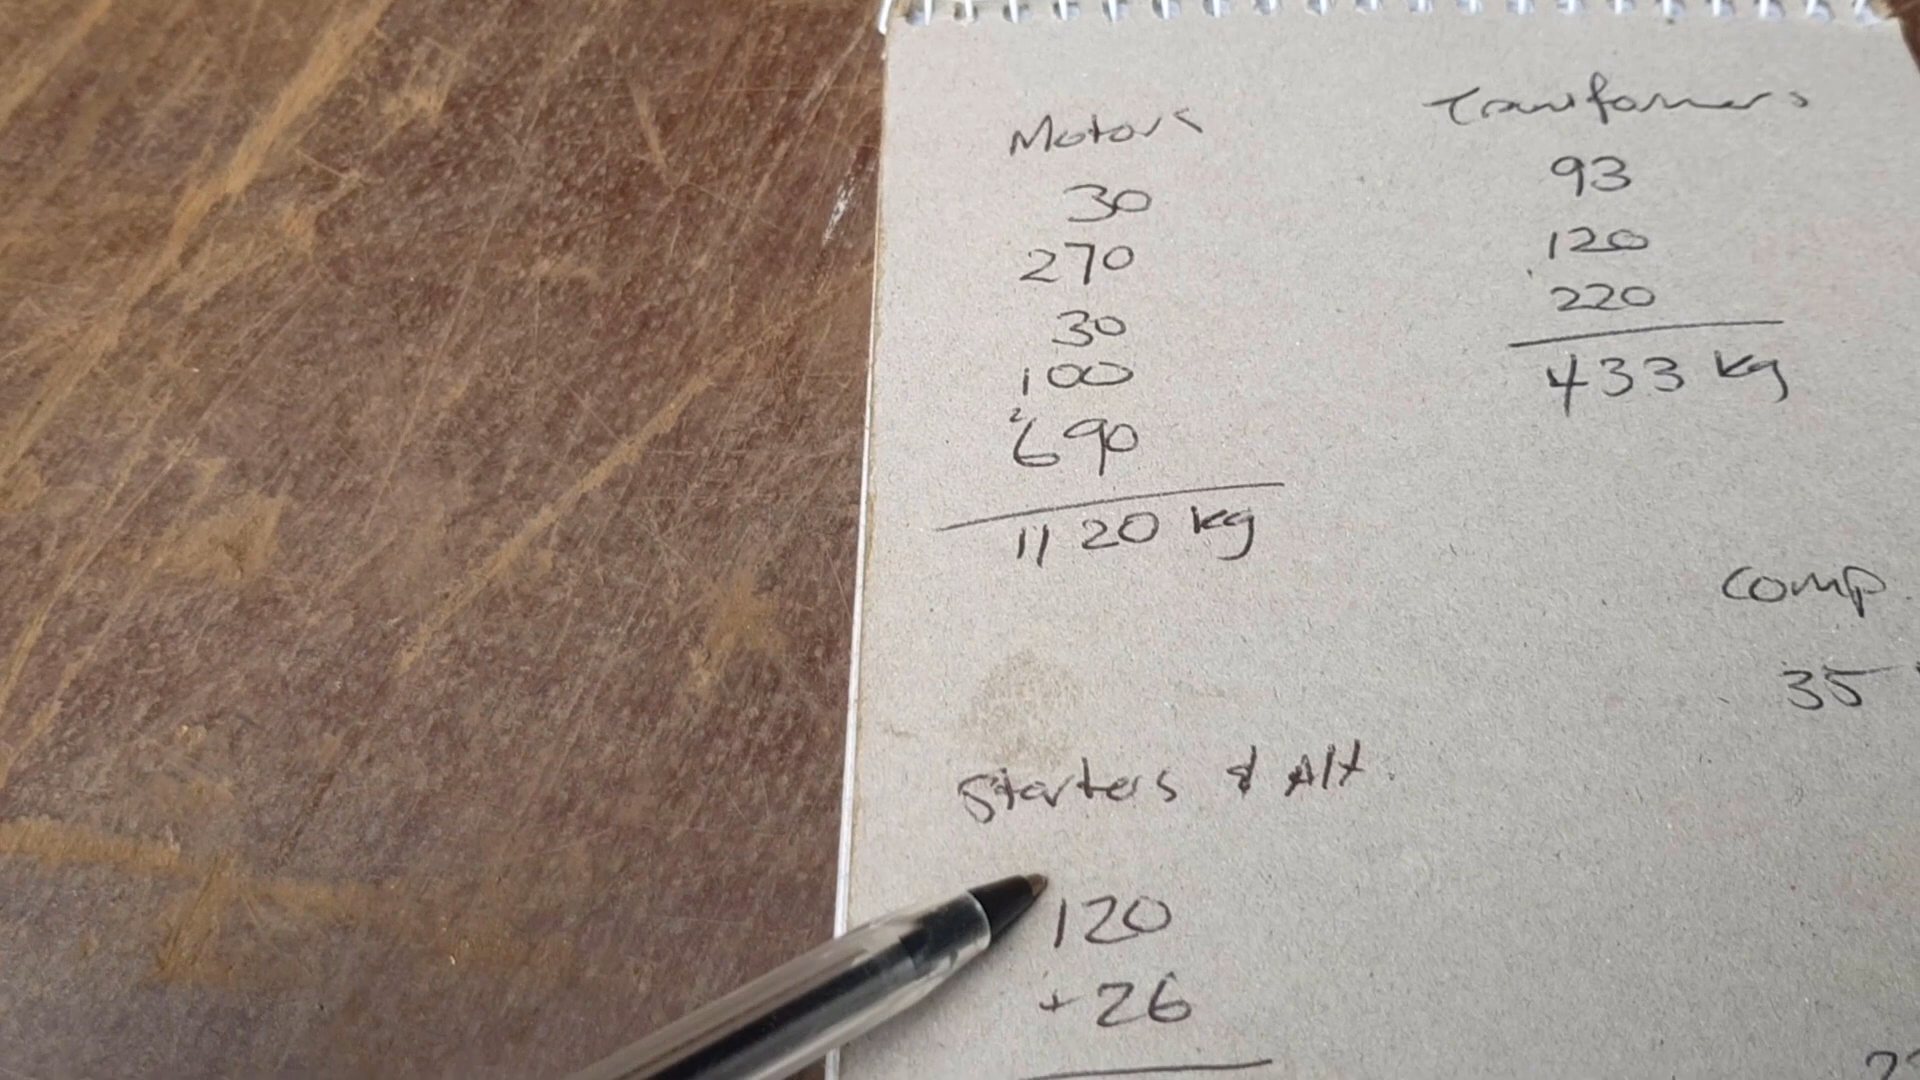 Motors
30
270
30
100
2
690
1120 kg
Transformers
93
120
220
433 kg
Comp.
35
Starters & Alt.
120
+ 26